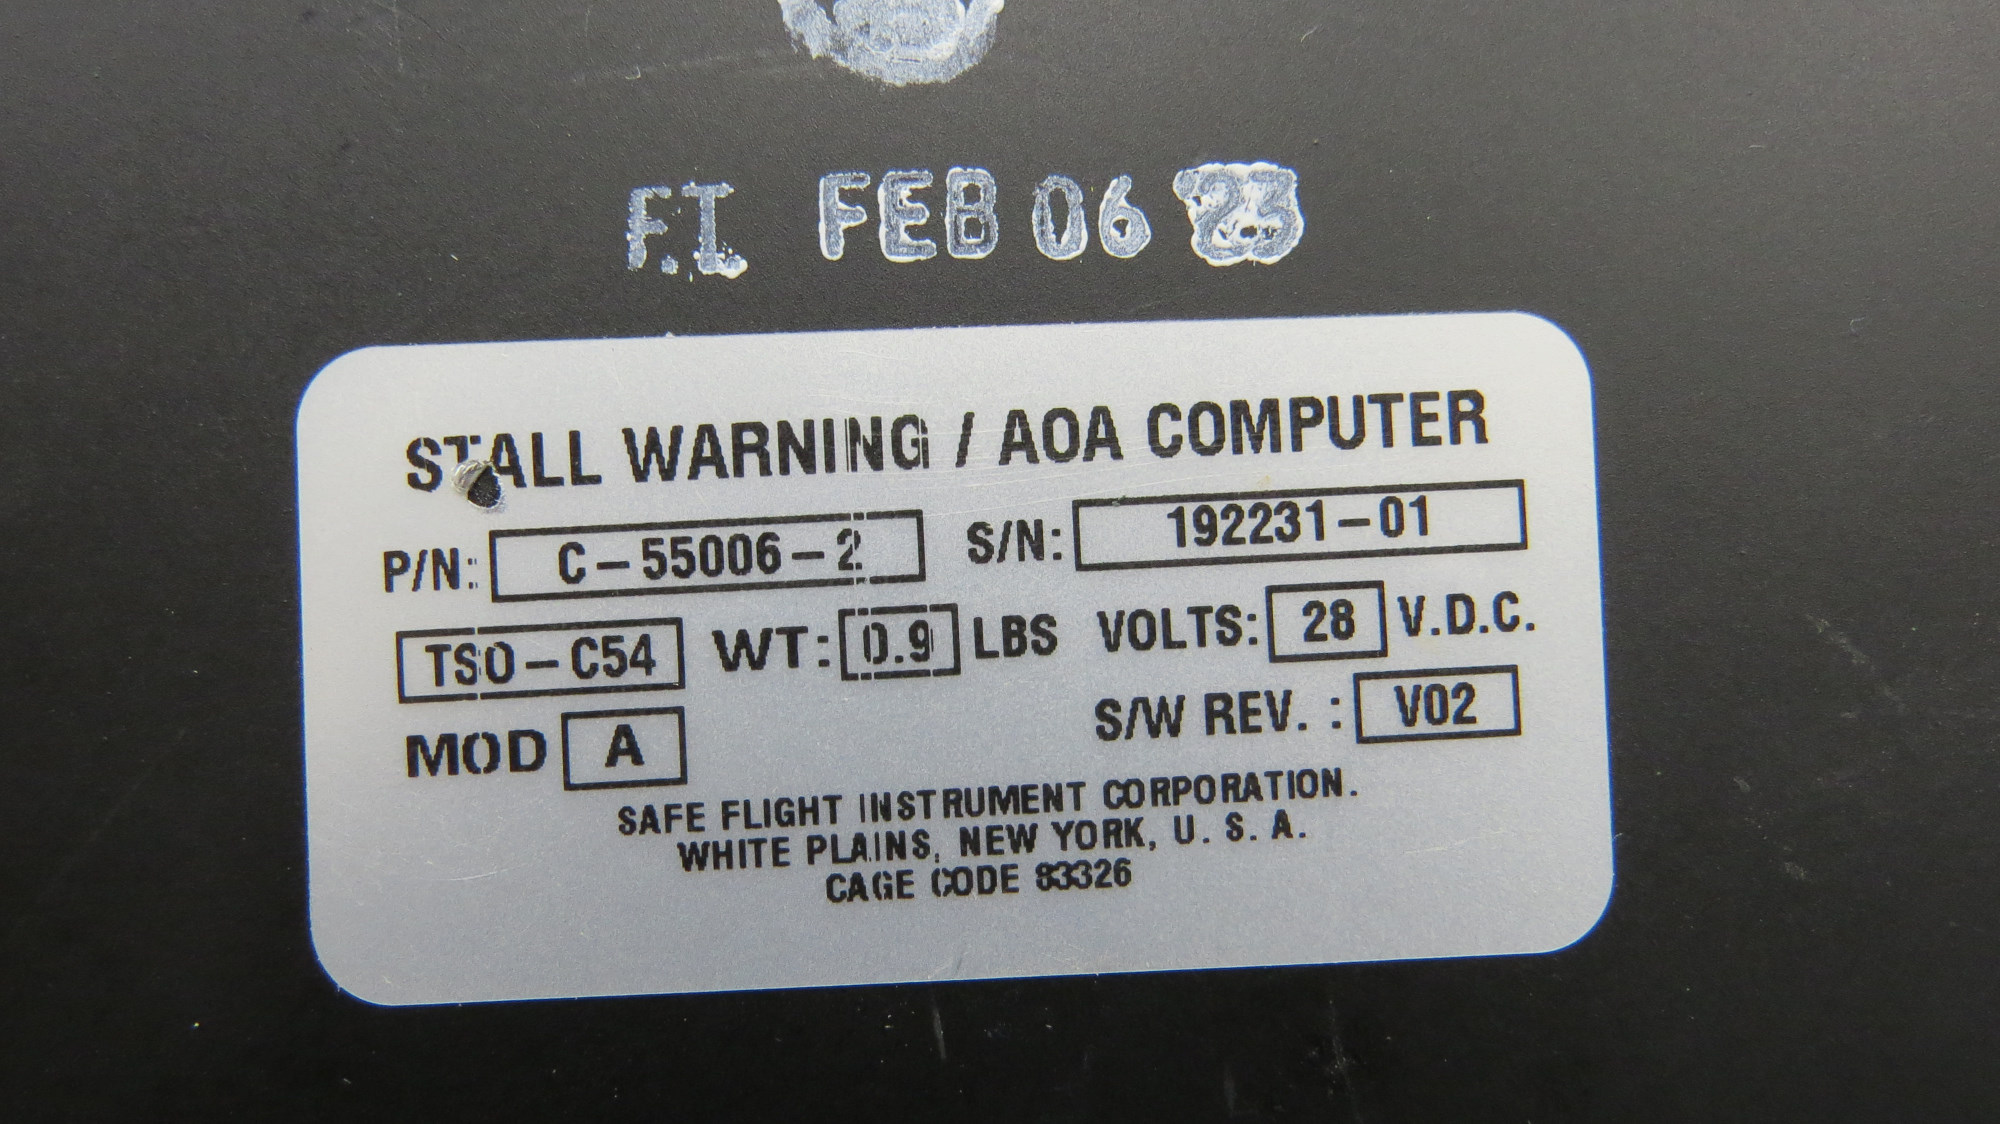 F.T. FEB 06 '23
STALL WARNING / AOA COMPUTER
P/N: C-55006-2 S/N: 192231-01
TSO-C54 WT: 0.9 LBS VOLTS: 28 V.D.C.
MOD A S/W REV. : V02
SAFE FLIGHT INSTRUMENT CORPORATION.
WHITE PLAINS, NEW YORK, U. S. A.
CAGE CODE 83326